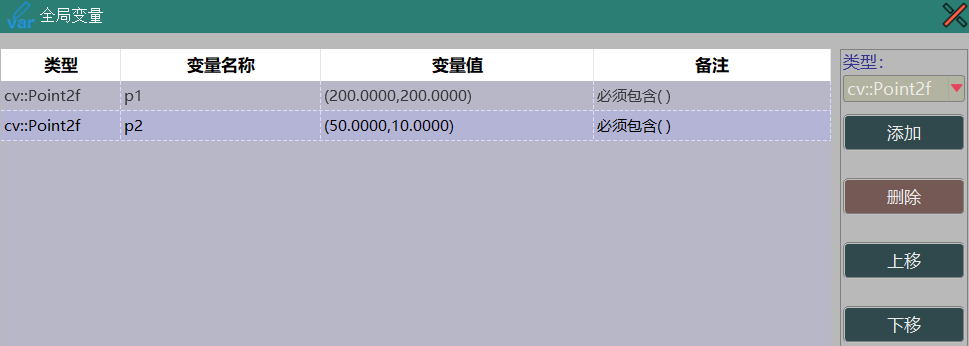 var 全局变量
类型 变量名称 变量值 备注
cv::Point2f p1 (200.0000,200.0000) 必须包含( )
cv::Point2f p2 (50.0000,10.0000) 必须包含( )
类型：
cv::Point2f
添加
删除
上移
下移